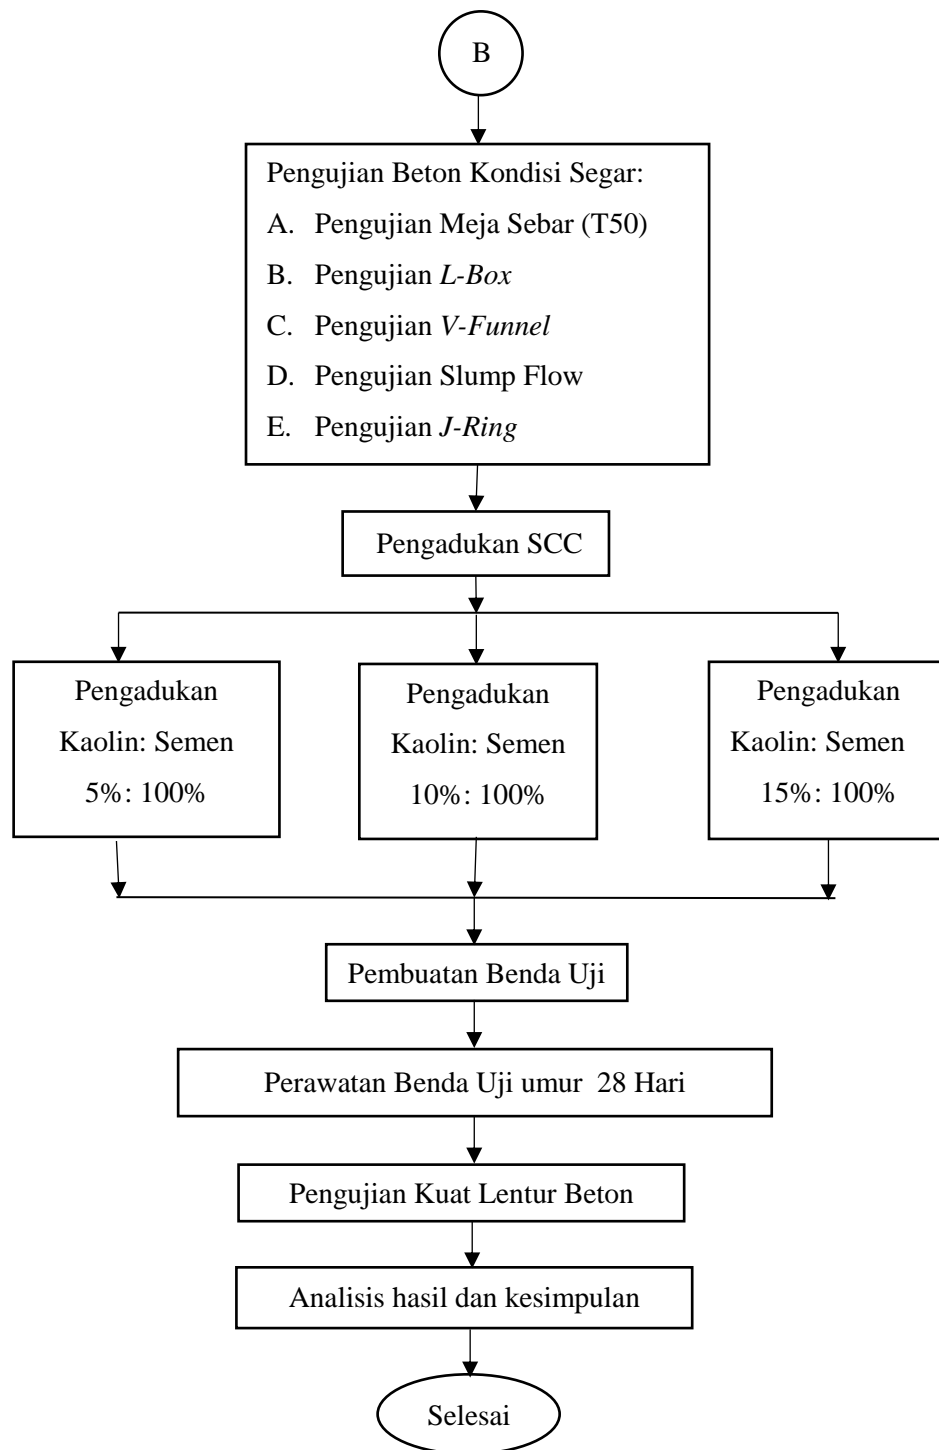 B
Pengujian Beton Kondisi Segar:
A. Pengujian Meja Sebar (T50)
B. Pengujian L-Box
C. Pengujian V-Funnel
D. Pengujian Slump Flow
E. Pengujian J-Ring
Pengadukan SCC
Pengadukan
Kaolin: Semen
5%: 100%
Pengadukan
Kaolin: Semen
10%: 100%
Pengadukan
Kaolin: Semen
15%: 100%
Pembuatan Benda Uji
Perawatan Benda Uji umur  28 Hari
Pengujian Kuat Lentur Beton
Analisis hasil dan kesimpulan
Selesai